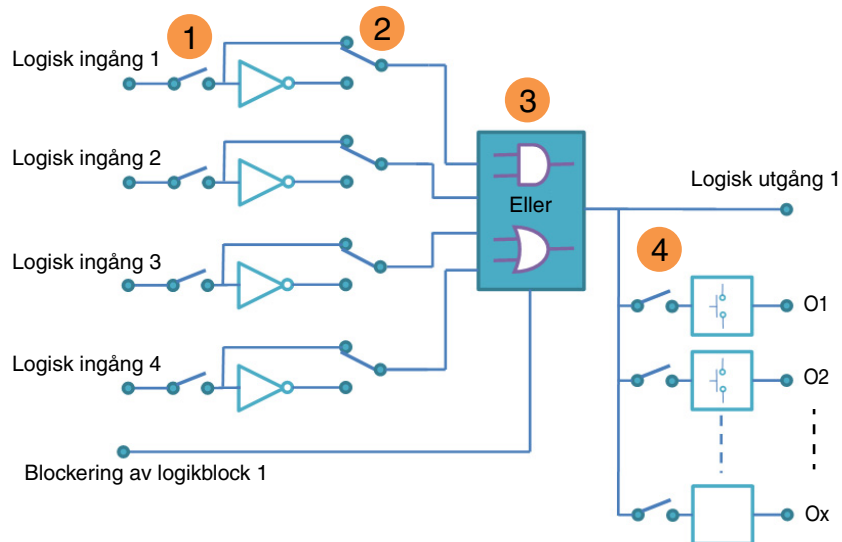 1
2
Logisk ingång 1
3
Logisk ingång 2
Logisk utgång 1
Eller
4
Logisk ingång 3
O1
Logisk ingång 4
O2
Blockering av logikblock 1
Ox